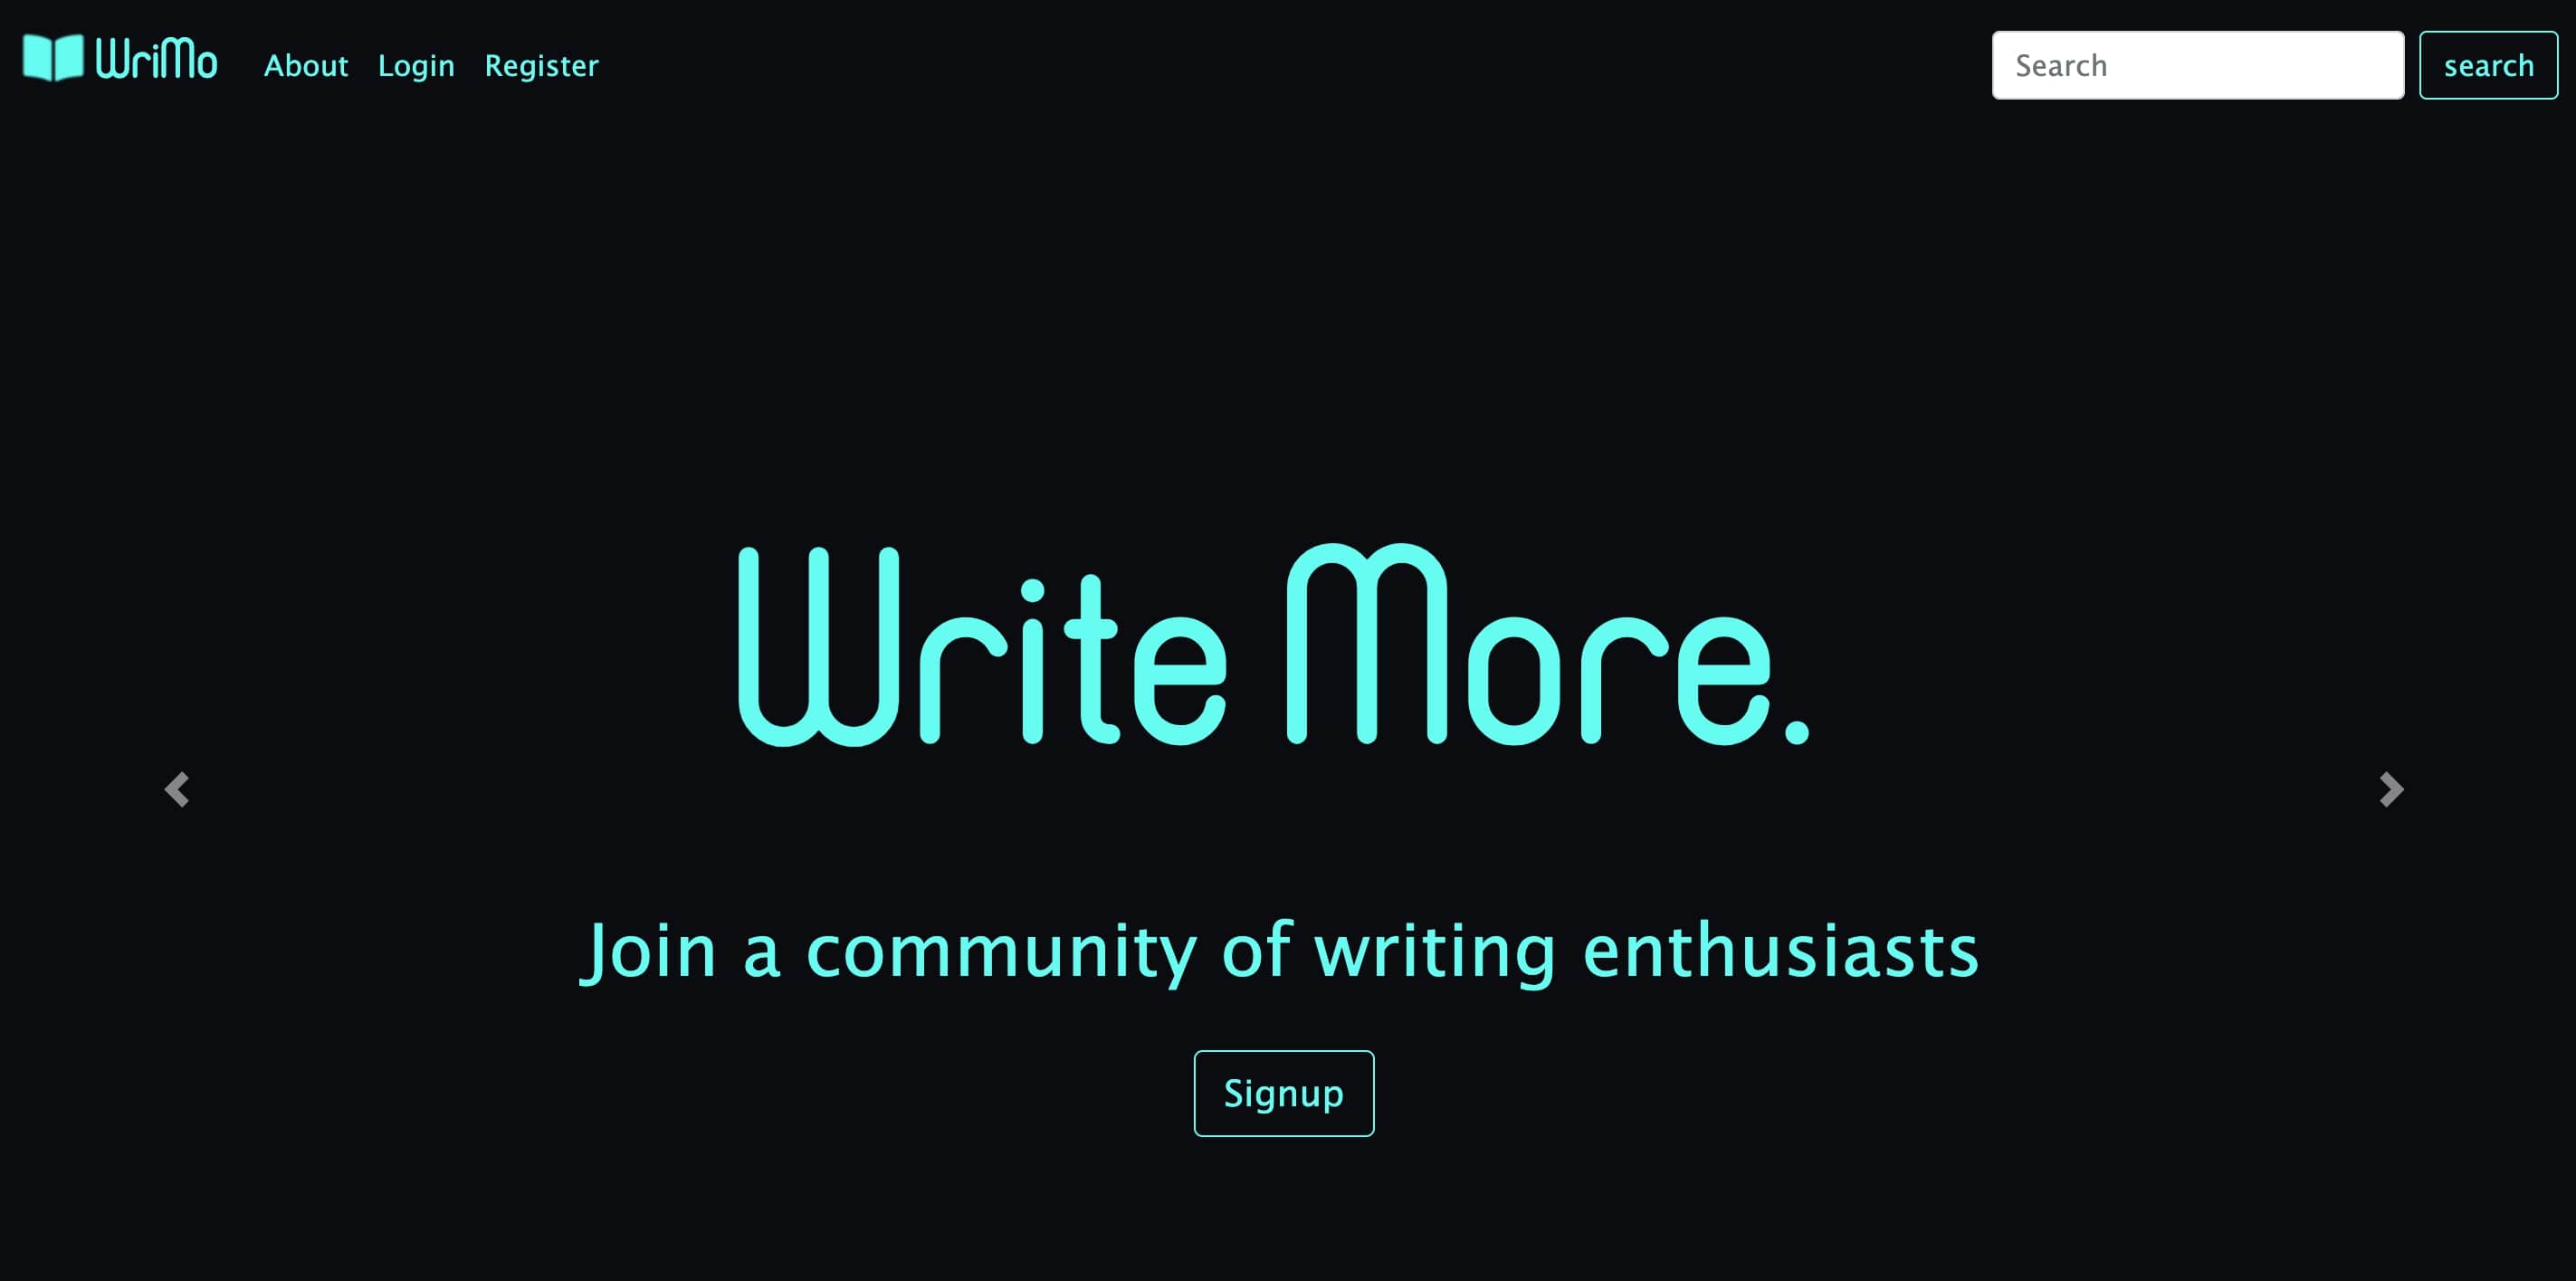 WriMo About Login Register Search search
Write More.
Join a community of writing enthusiasts
Signup